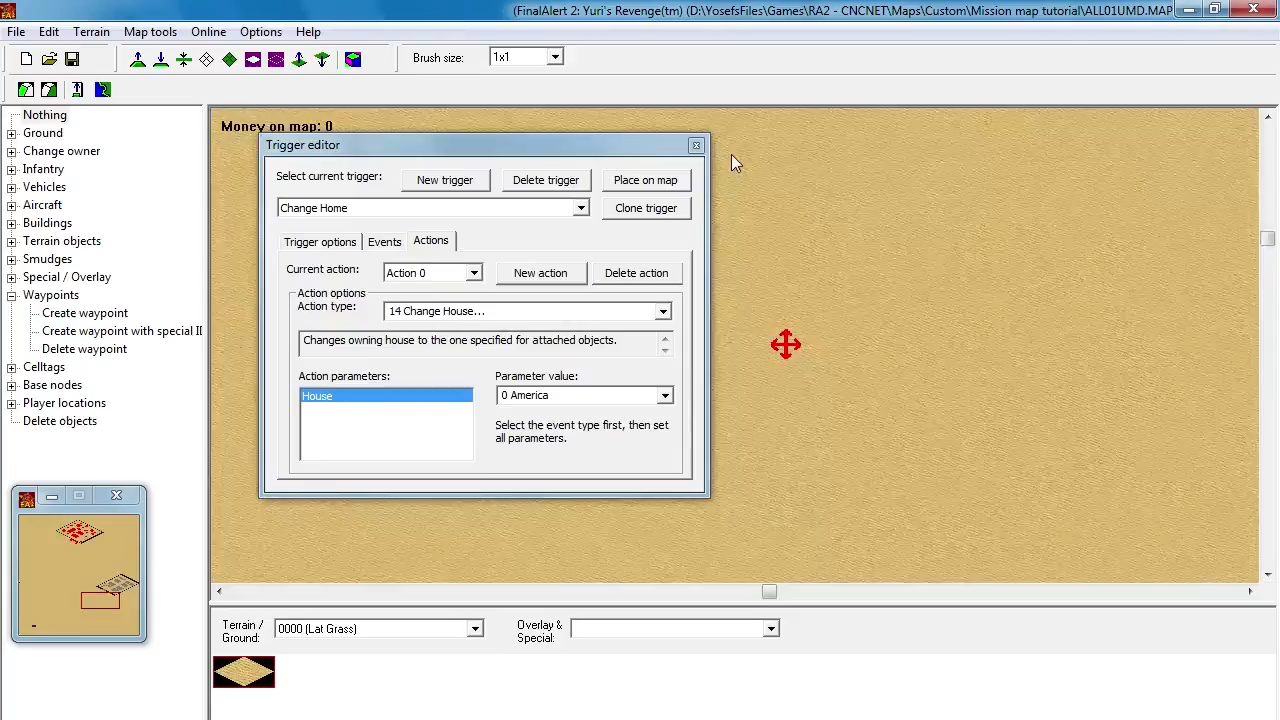 (FinalAlert 2: Yuri's Revenge(tm) (D:\YosefsFiles\Games\RA2 - CNCNET\Maps\Custom\Mission map tutorial\ALL01UMD.MAP
File Edit Terrain Map tools Online Options Help
Brush size: 1x1
Nothing
Ground
Change owner
Infantry
Vehicles
Aircraft
Buildings
Terrain objects
Smudges
Special / Overlay
Waypoints
Create waypoint
Create waypoint with special II
Delete waypoint
Celltags
Base nodes
Player locations
Delete objects
Money on map: 0
Trigger editor
Select current trigger: New trigger Delete trigger Place on map
Change Home Clone trigger
Trigger options Events Actions
Current action: Action 0 New action Delete action
Action options
Action type: 14 Change House...
Changes owning house to the one specified for attached objects.
Action parameters: Parameter value:
House 0 America
Select the event type first, then set
all parameters.
Terrain / Ground: 0000 (Lat Grass) Overlay & Special: